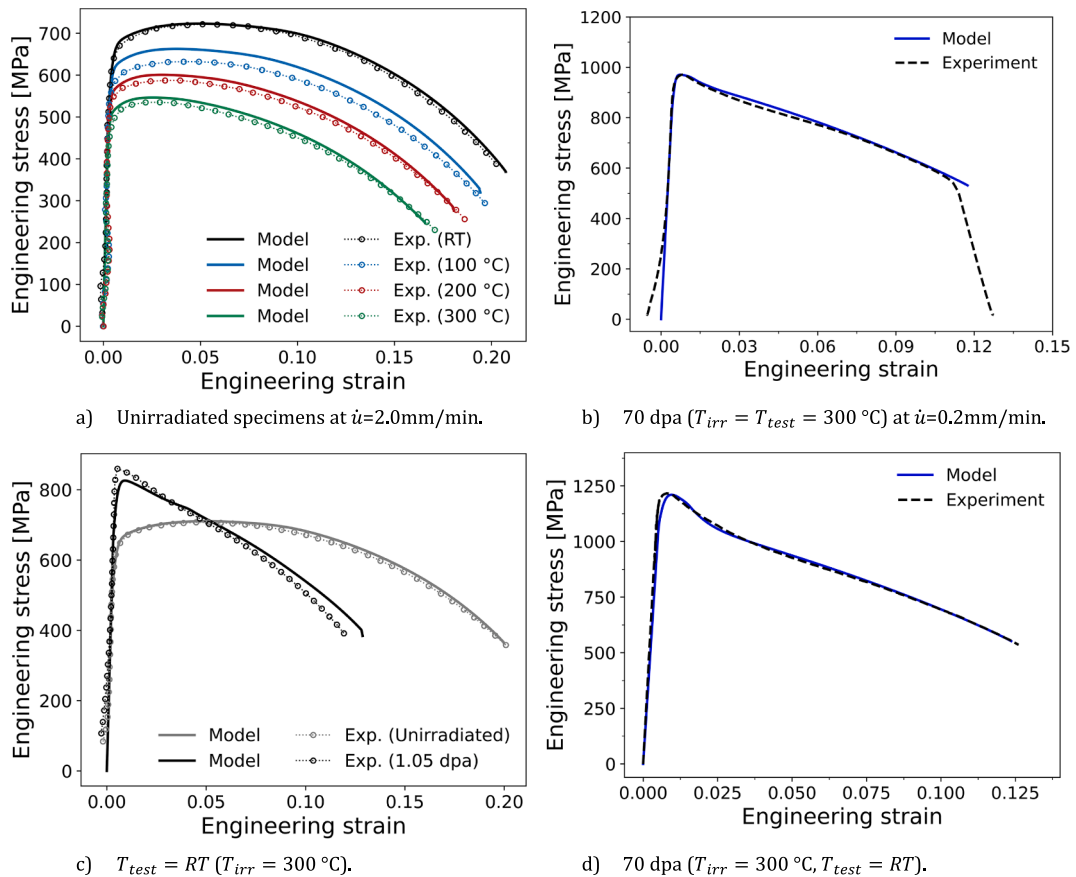 700
600
500
400
300
200
100
0
Engineering stress [MPa]
Model
Model
Model
Model
Exp. (RT)
Exp. (100 °C)
Exp. (200 °C)
Exp. (300 °C)
0.00
0.05
0.10
0.15
0.20
Engineering strain
a) Unirradiated specimens at u̇=2.0mm/min.
1200
1000
800
600
400
200
0
Engineering stress [MPa]
Model
Experiment
0.00
0.03
0.06
0.09
0.12
0.15
Engineering strain
b) 70 dpa (T_irr = T_test = 300 °C) at u̇=0.2mm/min.
800
600
400
200
0
Engineering stress [MPa]
Model
Model
Exp. (Unirradiated)
Exp. (1.05 dpa)
0.00
0.05
0.10
0.15
0.20
Engineering strain
c) T_test = RT (T_irr = 300 °C).
1250
1000
750
500
250
0
Engineering stress [MPa]
Model
Experiment
0.000
0.025
0.050
0.075
0.100
0.125
Engineering strain
d) 70 dpa (T_irr = 300 °C, T_test = RT).